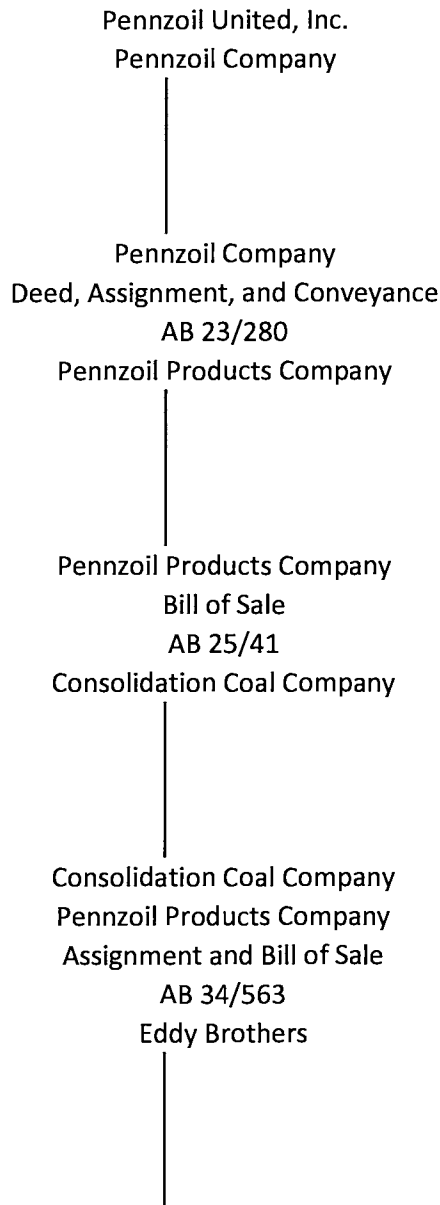 Pennzoil United, Inc.
Pennzoil Company
Pennzoil Company
Deed, Assignment, and Conveyance
AB 23/280
Pennzoil Products Company
Pennzoil Products Company
Bill of Sale
AB 25/41
Consolidation Coal Company
Consolidation Coal Company
Pennzoil Products Company
Assignment and Bill of Sale
AB 34/563
Eddy Brothers